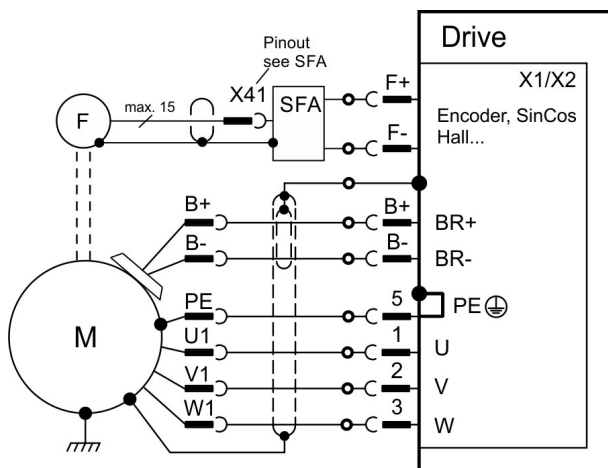 Drive
X1/X2
Encoder, SinCos
Hall...
Pinout
see SFA
X41
SFA
F
max. 15
F+
F-
B+
B+
BR+
B-
B-
BR-
PE
5
PE
M
U1
1
U
V1
2
V
W1
3
W